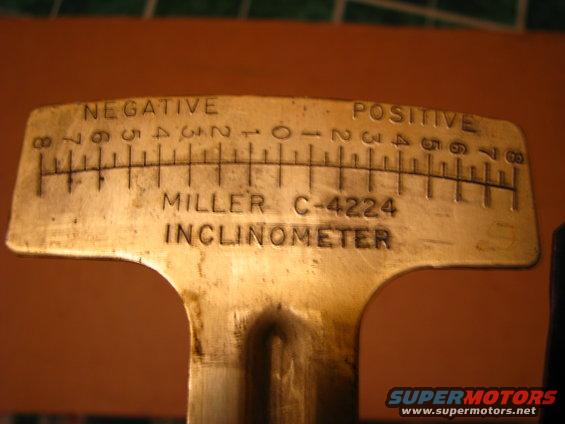 NEGATIVE POSITIVE
8 7 6 5 4 3 2 1 0 1 2 3 4 5 6 7 8
MILLER C-4224
INCLINOMETER
SUPERMOTORS
www.supermotors.net